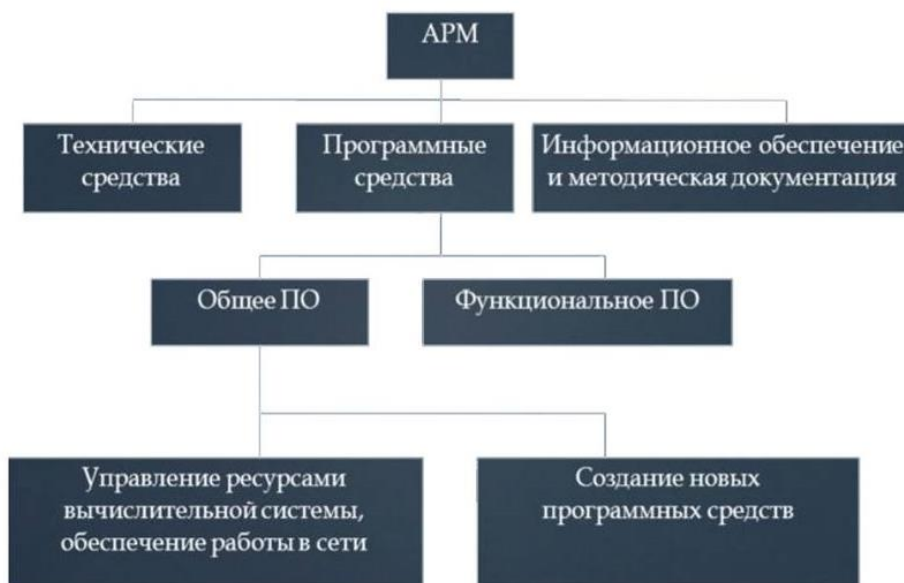 АРМ
Технические
средства
Программные
средства
Информационное обеспечение
и методическая документация
Общее ПО
Функциональное ПО
Управление ресурсами
вычислительной системы,
обеспечение работы в сети
Создание новых
программных средств